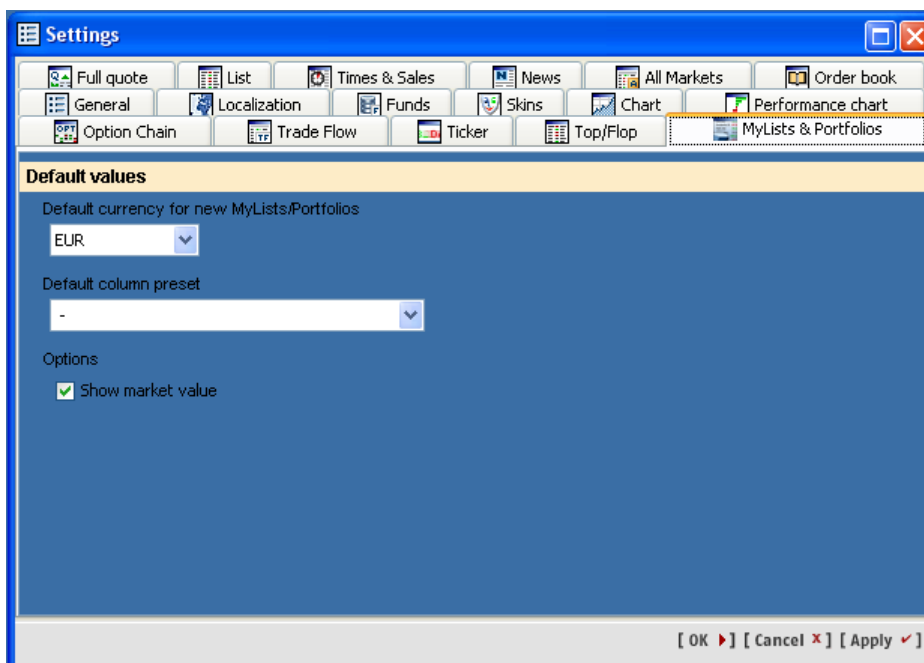 Settings
Full quote List Times & Sales News All Markets Order book
General Localization Funds Skins Chart Performance chart
OPT Option Chain TF Trade Flow Ticker Top/Flop MyLists & Portfolios
Default values
Default currency for new MyLists/Portfolios
EUR
Default column preset
-
Options
Show market value
[ OK ] [ Cancel x ] [ Apply ✔ ]